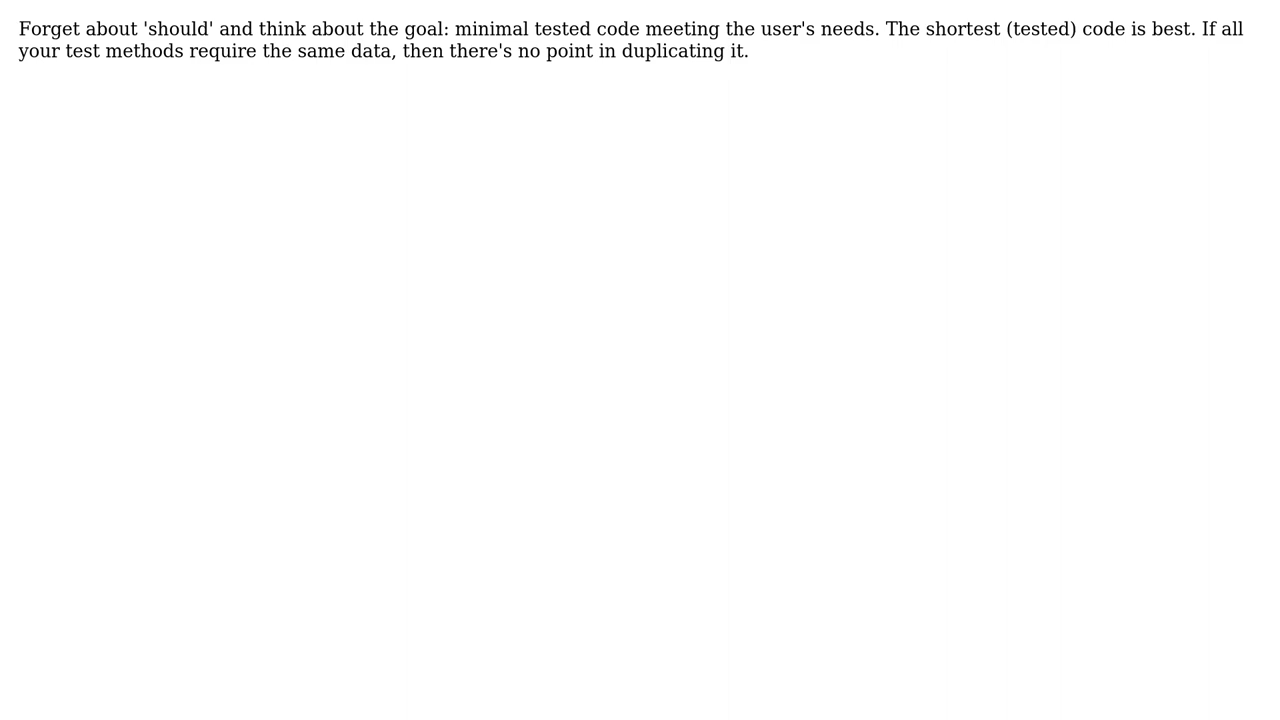 Forget about 'should' and think about the goal: minimal tested code meeting the user's needs. The shortest (tested) code is best. If all
your test methods require the same data, then there's no point in duplicating it.